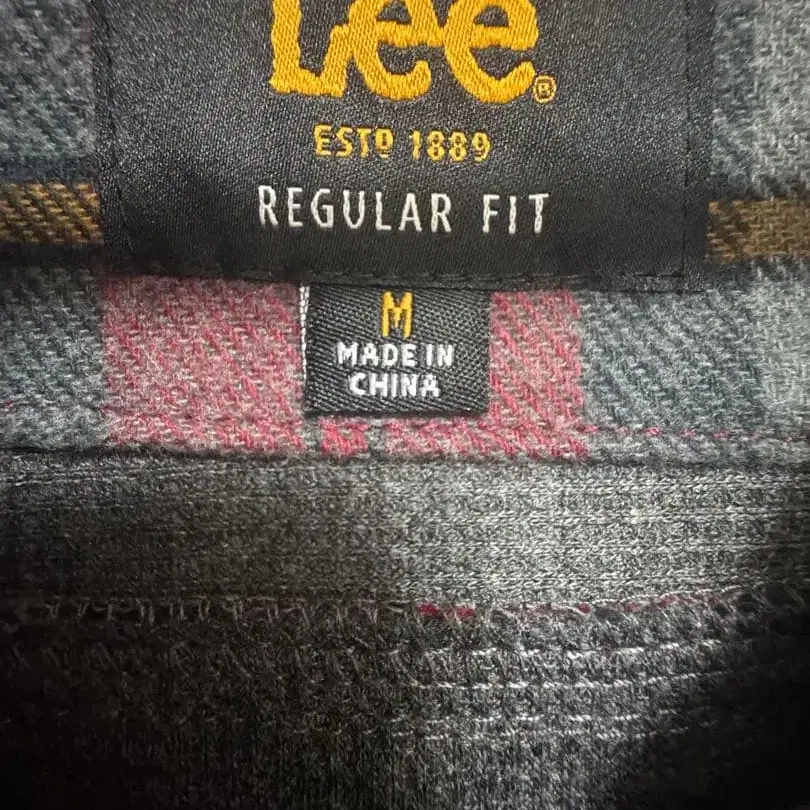 Lee®
ESTD 1889
REGULAR FIT
M
MADE IN
CHINA